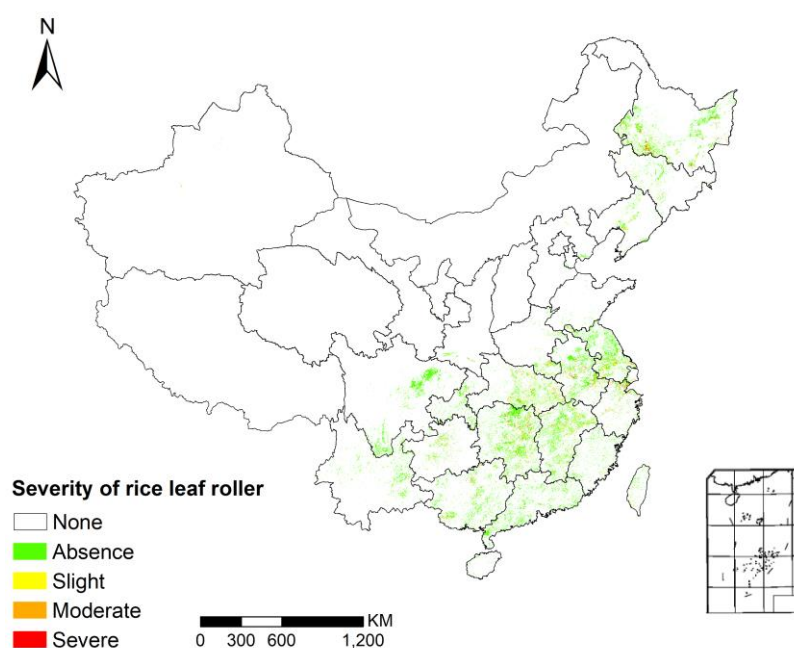 N
Severity of rice leaf roller
None
Absence
Slight
Moderate
Severe
KM
0 300 600 1,200